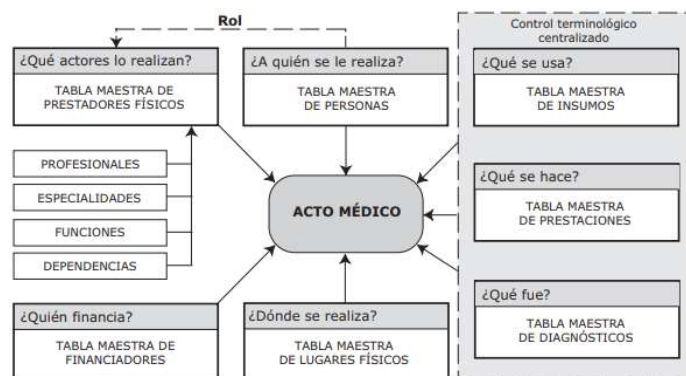 Rol
Control terminológico
centralizado
¿Qué actores lo realizan?
TABLA MAESTRA DE
PRESTADORES FÍSICOS
¿A quién se le realiza?
TABLA MAESTRA
DE PERSONAS
¿Qué se usa?
TABLA MAESTRA
DE INSUMOS
PROFESIONALES
ESPECIALIDADES
FUNCIONES
DEPENDENCIAS
ACTO MÉDICO
¿Qué se hace?
TABLA MAESTRA
DE PRESTACIONES
¿Quién financia?
TABLA MAESTRA DE
FINANCIADORES
¿Dónde se realiza?
TABLA MAESTRA
DE LUGARES FÍSICOS
¿Qué fue?
TABLA MAESTRA
DE DIAGNÓSTICOS